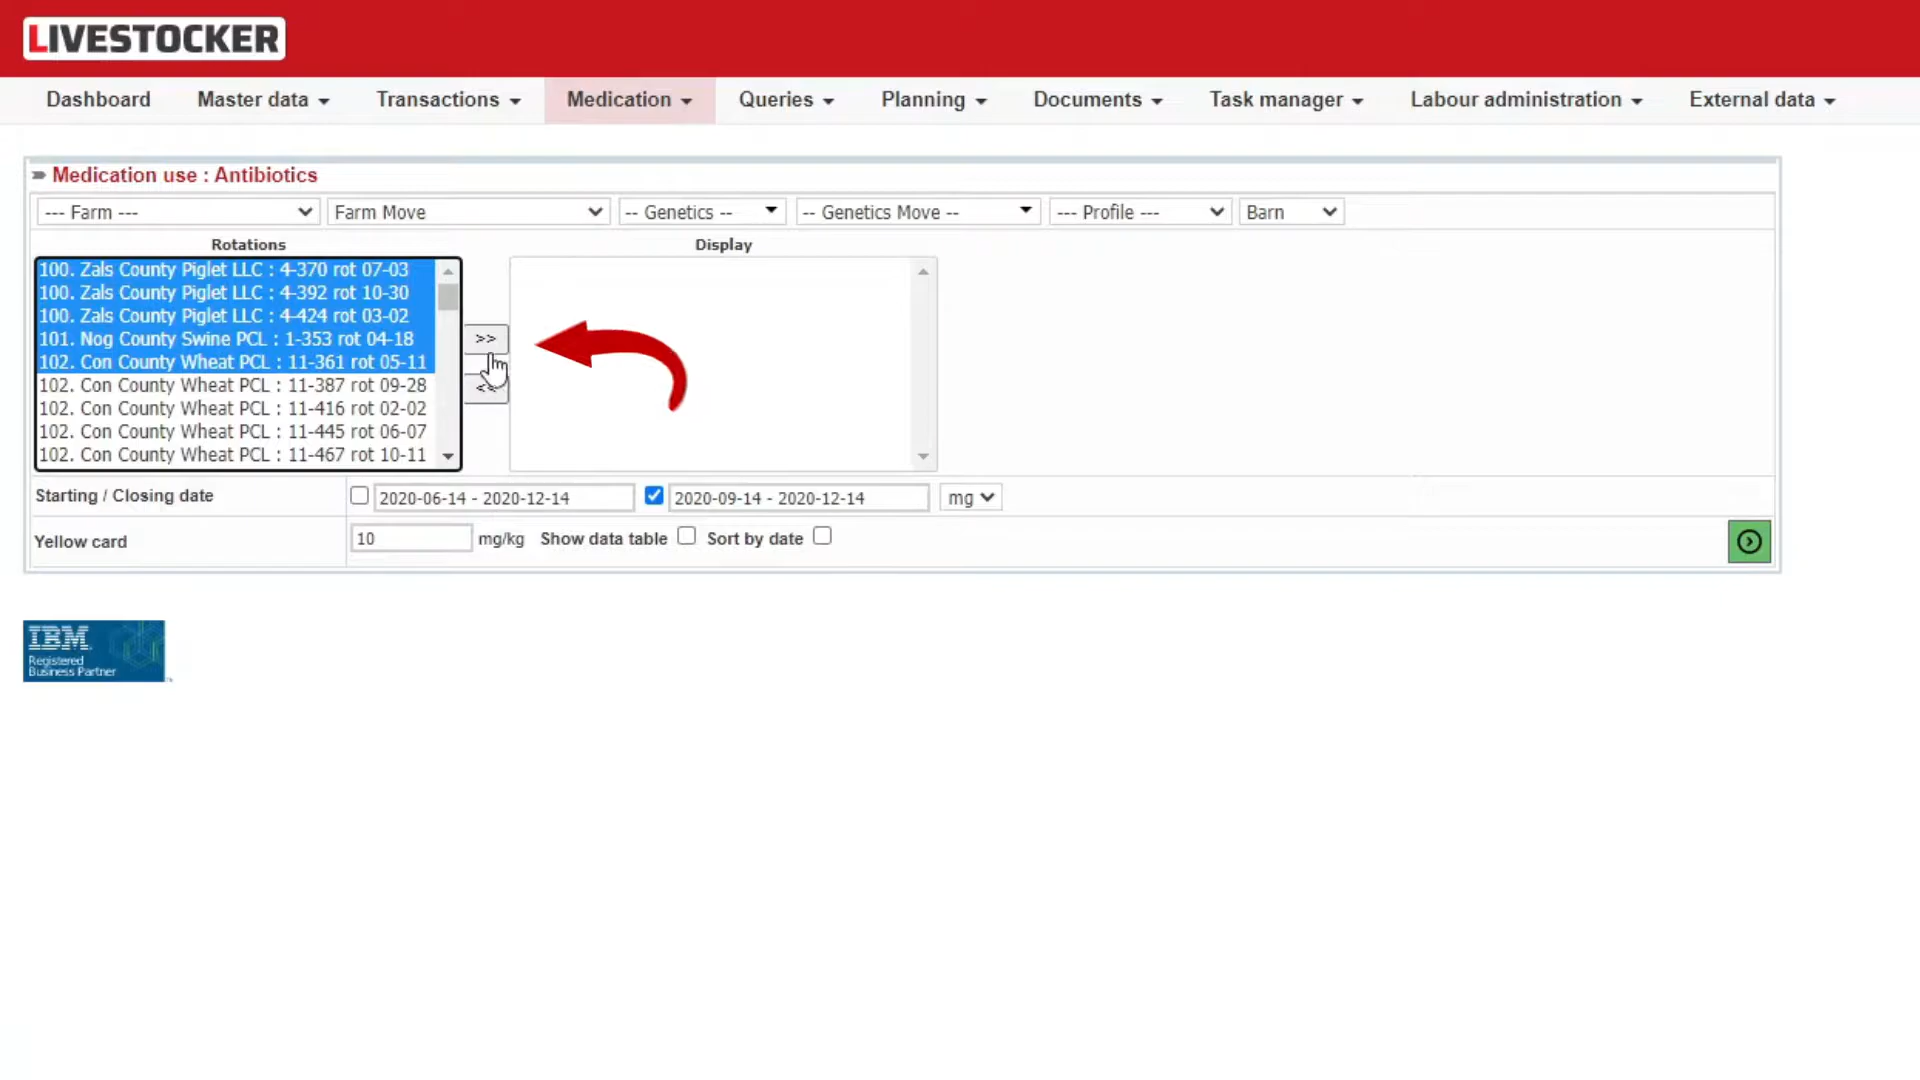 LIVESTOCKER
Dashboard Master data Transactions Medication Queries Planning Documents Task manager Labour administration External data
Medication use : Antibiotics
--- Farm --- Farm Move -- Genetics -- -- Genetics Move -- --- Profile --- Barn
Rotations Display
100. Zals County Piglet LLC : 4-370 rot 07-03
100. Zals County Piglet LLC : 4-392 rot 10-30
100. Zals County Piglet LLC : 4-424 rot 03-02
101. Nog County Swine PCL : 1-353 rot 04-18
102. Con County Wheat PCL : 11-361 rot 05-11
102. Con County Wheat PCL : 11-387 rot 09-28
102. Con County Wheat PCL : 11-416 rot 02-02
102. Con County Wheat PCL : 11-445 rot 06-07
102. Con County Wheat PCL : 11-467 rot 10-11
>>
<<
Starting / Closing date 2020-06-14 - 2020-12-14 2020-09-14 - 2020-12-14 mg
Yellow card 10 mg/kg Show data table Sort by date
IBM
Registered
Business Partner